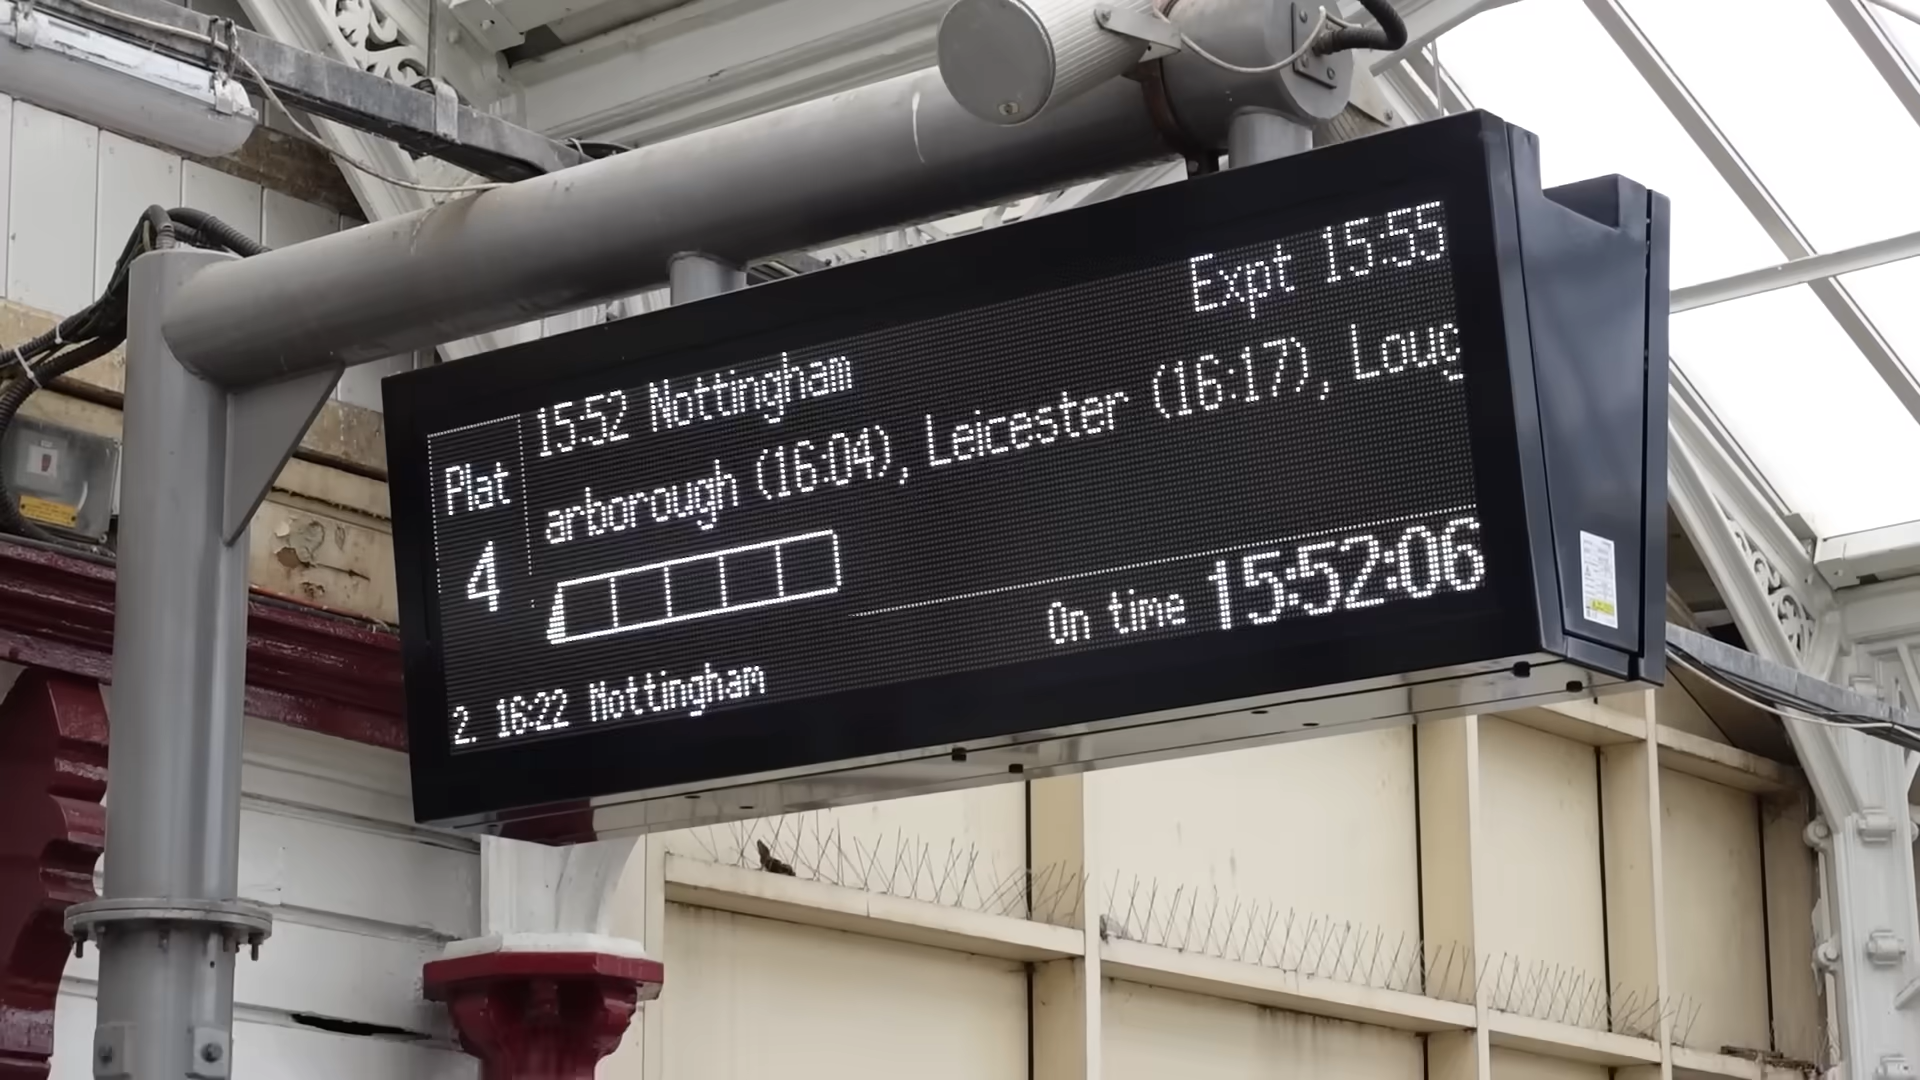 Expt 15:55
15:52 Nottingham
Plat
4
arborough (16:04), Leicester (16:17), Loug
On time 15:52:06
2. 16:22 Nottingham